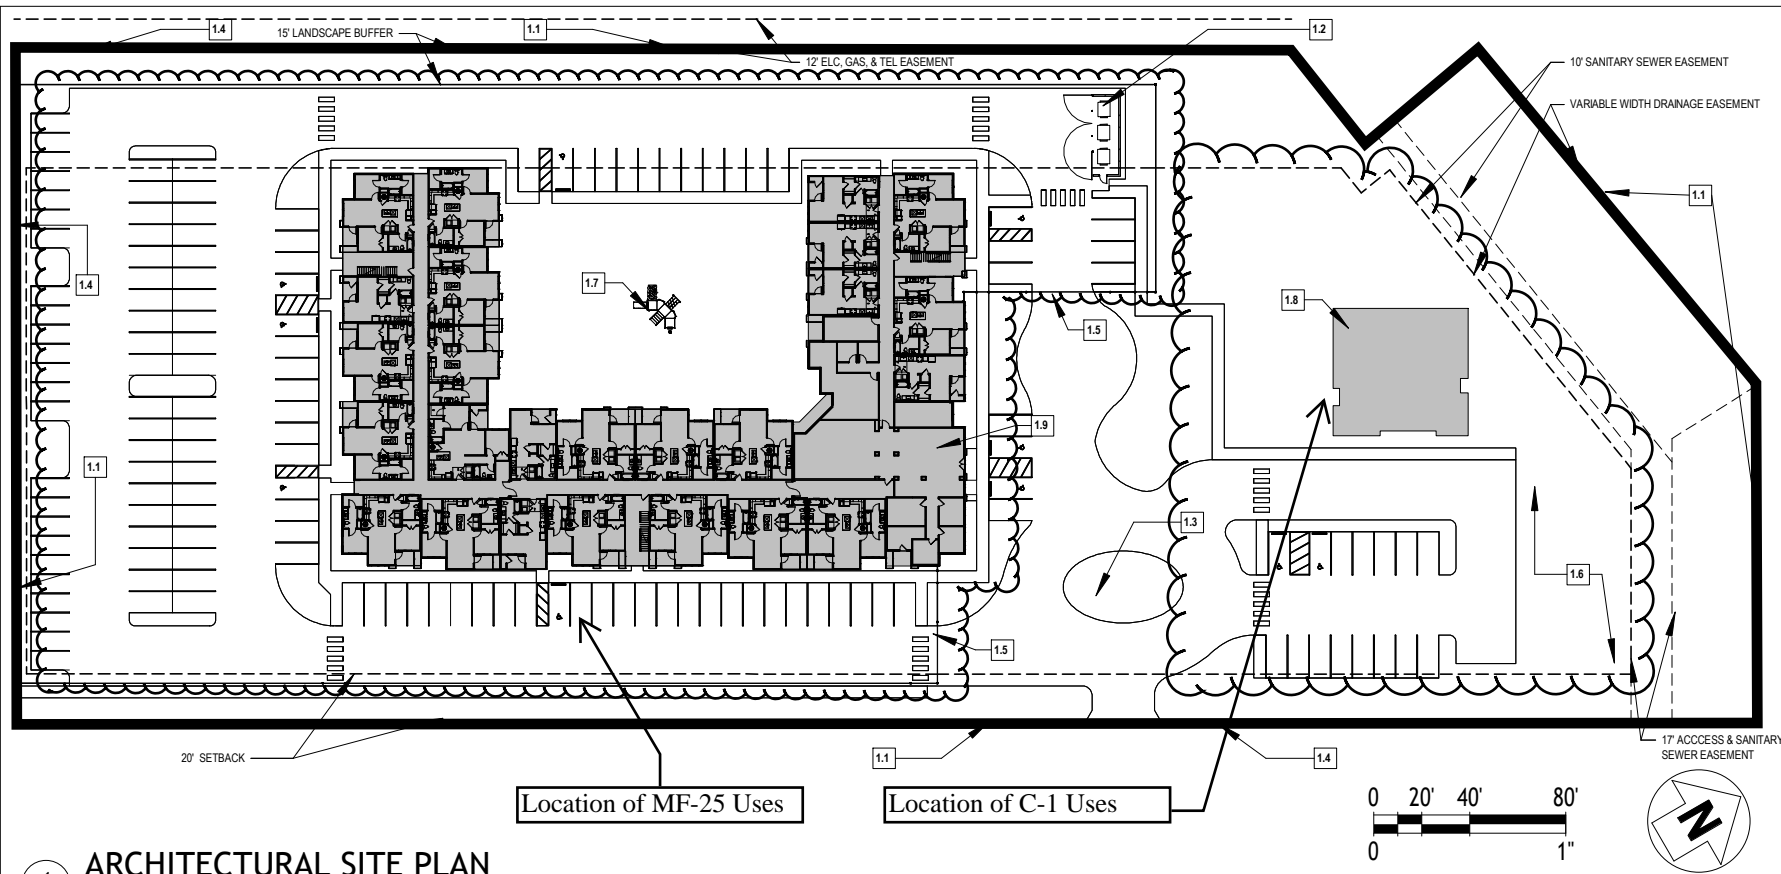 1.4
15' LANDSCAPE BUFFER
1.1
12' ELC, GAS, & TEL EASEMENT
1.2
10' SANITARY SEWER EASEMENT
VARIABLE WIDTH DRAINAGE EASEMENT
1.1
1.4
1.7
1.8
1.5
1.9
1.1
1.3
1.6
1.5
20' SETBACK
1.1
1.4
17' ACCCESS & SANITARY
SEWER EASEMENT
Location of MF-25 Uses
Location of C-1 Uses
0 20' 40' 80'
0 1"
N
ARCHITECTURAL SITE PLAN